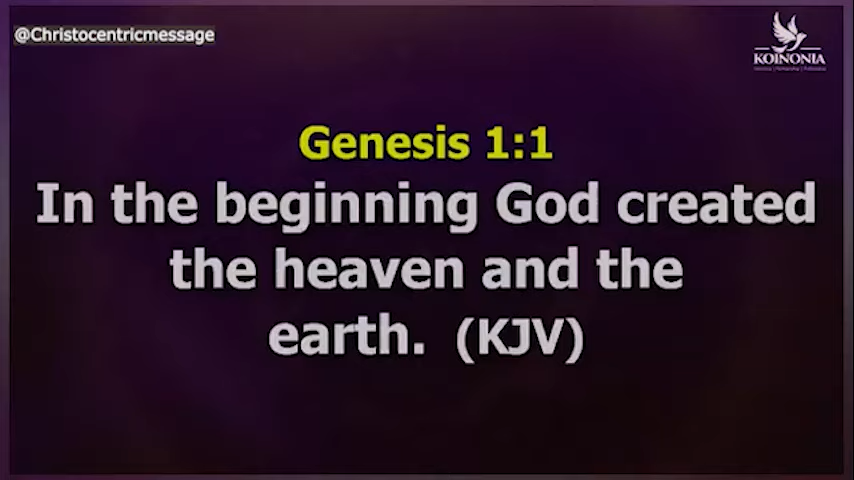 @Christocentricmessage
KOINONIA
Genesis 1:1
In the beginning God created
the heaven and the
earth. (KJV)